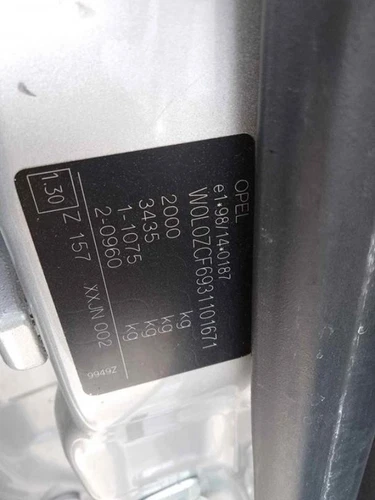 OPEL
e1*98/14*0187
W0L0ZCF6931101671
2000 kg
3435 kg
1-1075 kg
2-0960 kg
1.30 Z 157 XXJN 002
9949Z